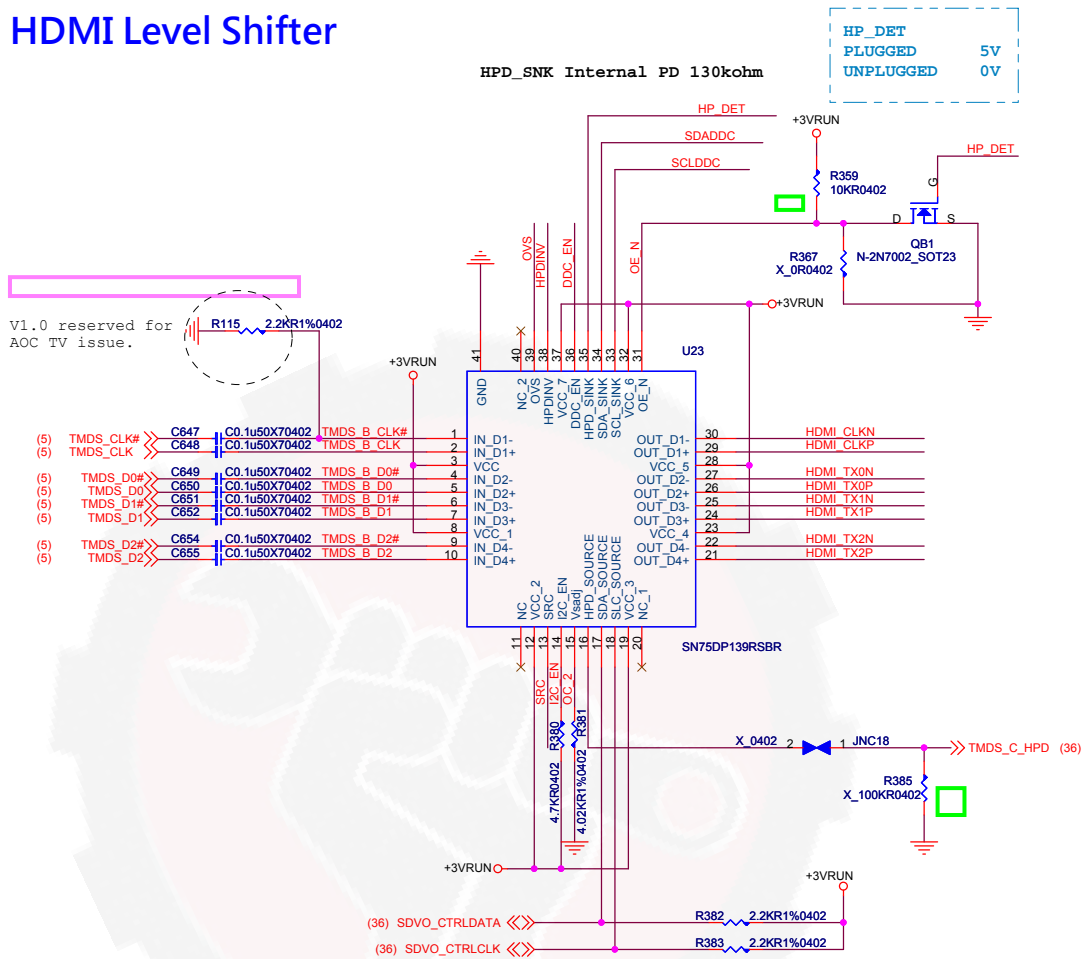 HDMI Level Shifter
HP_DET
PLUGGED 5V
UNPLUGGED 0V
HPD_SNK Internal PD 130kohm
HP_DET
SDADDC
SCLDDC
+3VRUN
R359
10KR0402
HP_DET
G
D
S
QB1
N-2N7002_SOT23
R367
X_0R0402
OVS
HPDINV
DDC_EN
OE_N
+3VRUN
V1.0 reserved for
AOC TV issue.
R115 2.2KR1%0402
+3VRUN
U23
41 40 39 38 37 36 35 34 33 32 31
GND
NC_2
OVS
HPDINV
VCC_7
DDC_EN
HPD_SINK
SDA_SINK
SCL_SINK
VCC_6
OE_N
(5) TMDS_CLK# C647 C0.1u50X70402 TMDS_B_CLK# 1 IN_D1-
(5) TMDS_CLK C648 C0.1u50X70402 TMDS_B_CLK 2 IN_D1+
3 VCC
(5) TMDS_D0# C649 C0.1u50X70402 TMDS_B_D0# 4 IN_D2-
(5) TMDS_D0 C650 C0.1u50X70402 TMDS_B_D0 5 IN_D2+
(5) TMDS_D1# C651 C0.1u50X70402 TMDS_B_D1# 6 IN_D3-
(5) TMDS_D1 C652 C0.1u50X70402 TMDS_B_D1 7 IN_D3+
8 VCC_1
(5) TMDS_D2# C654 C0.1u50X70402 TMDS_B_D2# 9 IN_D4-
(5) TMDS_D2 C655 C0.1u50X70402 TMDS_B_D2 10 IN_D4+
OUT_D1- 30 HDMI_CLKN
OUT_D1+ 29 HDMI_CLKP
VCC_5 28
OUT_D2- 27 HDMI_TX0N
OUT_D2+ 26 HDMI_TX0P
OUT_D3- 25 HDMI_TX1N
OUT_D3+ 24 HDMI_TX1P
VCC_4 23
OUT_D4- 22 HDMI_TX2N
OUT_D4+ 21 HDMI_TX2P
NC
VCC_2
SRC
I2C_EN
Vsadj
HPD_SOURCE
SDA_SOURCE
SLC_SOURCE
VCC_3
NC_1
11 12 13 14 15 16 17 18 19 20
SN75DP139RSBR
SRC
I2C_EN
OC_2
R380
4.7KR0402
R381
4.02KR1%0402
X_0402 2 1 JNC18
TMDS_C_HPD (36)
R385
X_100KR0402
+3VRUN
+3VRUN
(36) SDVO_CTRLDATA R382 2.2KR1%0402
(36) SDVO_CTRLCLK R383 2.2KR1%0402